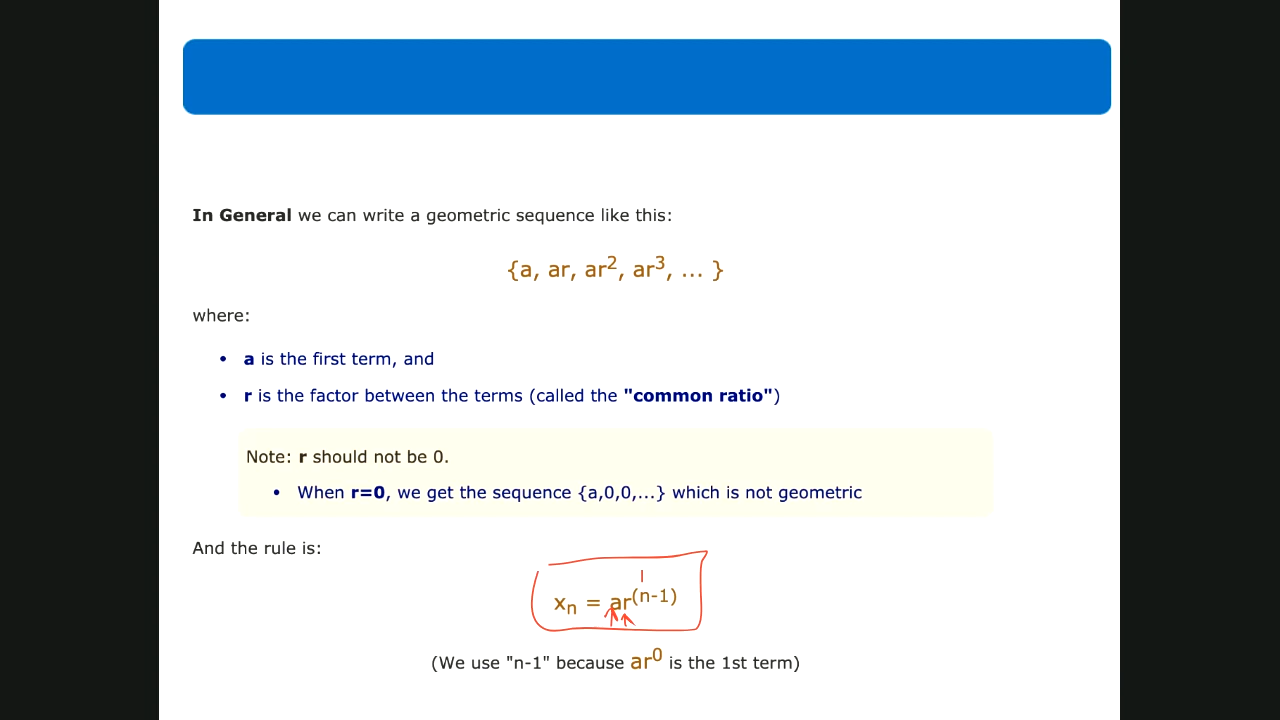 In General we can write a geometric sequence like this:
{a, ar, ar², ar³, ... }
where:
• a is the first term, and
• r is the factor between the terms (called the "common ratio")
Note: r should not be 0.
• When r=0, we get the sequence {a,0,0,...} which is not geometric
And the rule is:
1
xₙ = ar⁽ⁿ⁻¹⁾
(We use "n-1" because ar⁰ is the 1st term)